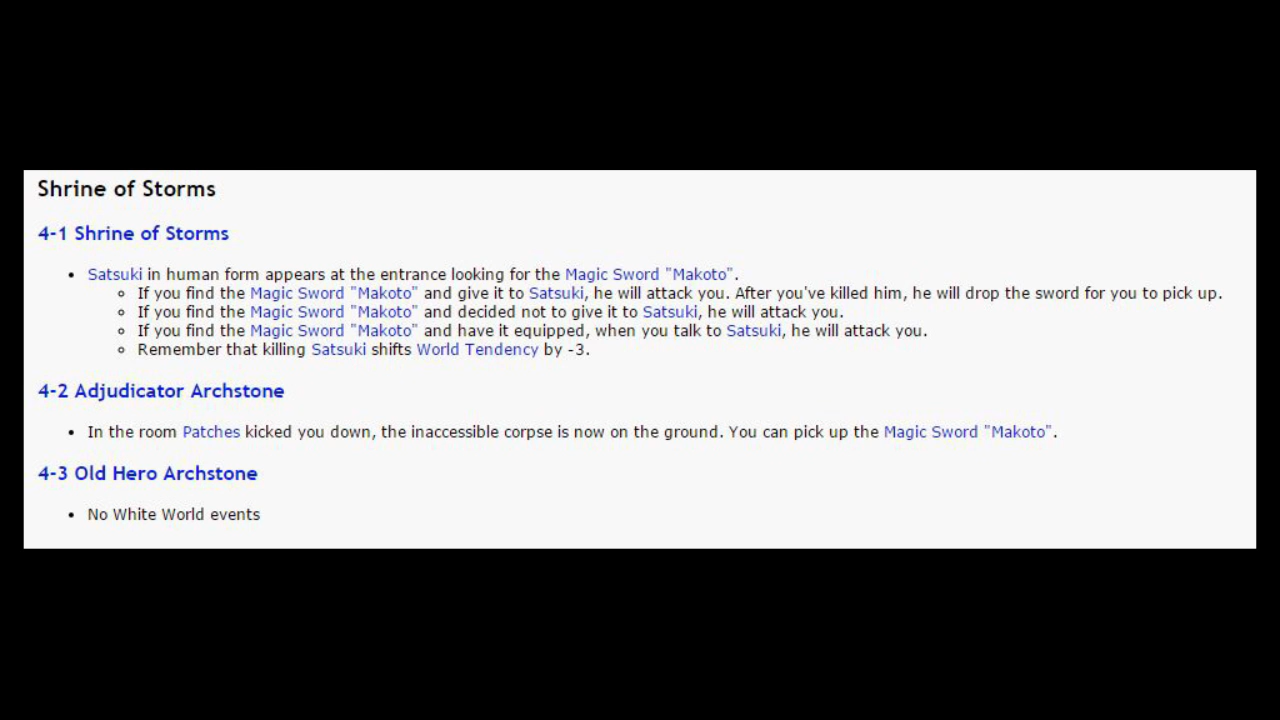 Shrine of Storms
4-1 Shrine of Storms
• Satsuki in human form appears at the entrance looking for the Magic Sword "Makoto".
◦ If you find the Magic Sword "Makoto" and give it to Satsuki, he will attack you. After you've killed him, he will drop the sword for you to pick up.
◦ If you find the Magic Sword "Makoto" and decided not to give it to Satsuki, he will attack you.
◦ If you find the Magic Sword "Makoto" and have it equipped, when you talk to Satsuki, he will attack you.
◦ Remember that killing Satsuki shifts World Tendency by -3.
4-2 Adjudicator Archstone
• In the room Patches kicked you down, the inaccessible corpse is now on the ground. You can pick up the Magic Sword "Makoto".
4-3 Old Hero Archstone
• No White World events